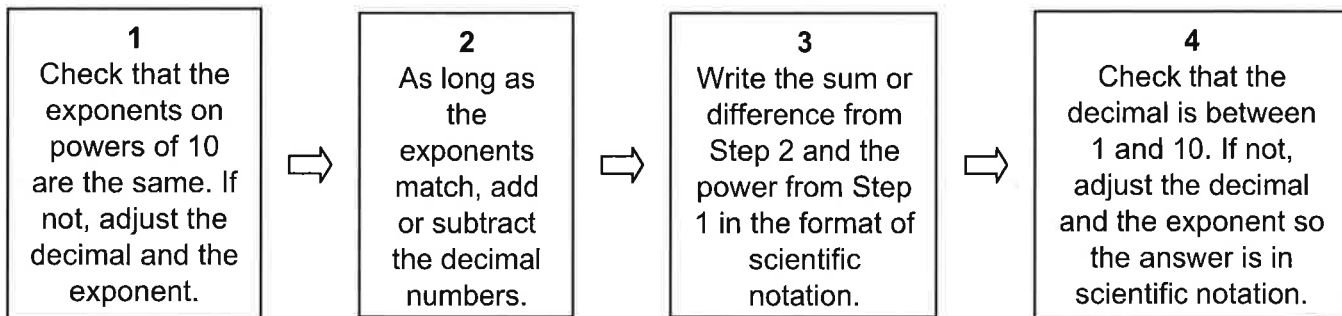 1
Check that the
exponents on
powers of 10
are the same. If
not, adjust the
decimal and the
exponent.
2
As long as
the
exponents
match, add
or subtract
the decimal
numbers.
3
Write the sum or
difference from
Step 2 and the
power from Step
1 in the format of
scientific
notation.
4
Check that the
decimal is between
1 and 10. If not,
adjust the decimal
and the exponent so
the answer is in
scientific notation.